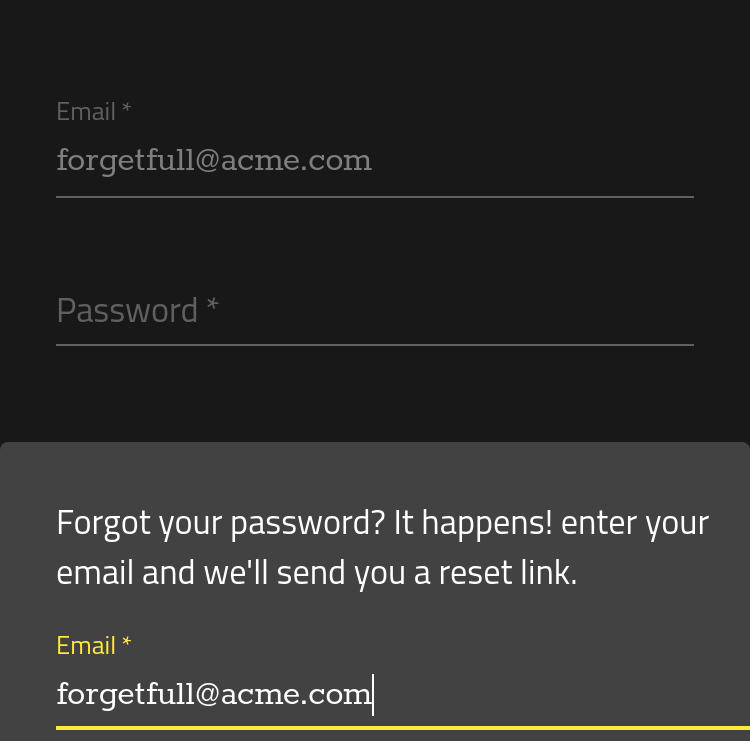 Email *
forgetfull@acme.com
Password *
Forgot your password? It happens! enter your
email and we'll send you a reset link.
Email *
forgetfull@acme.com